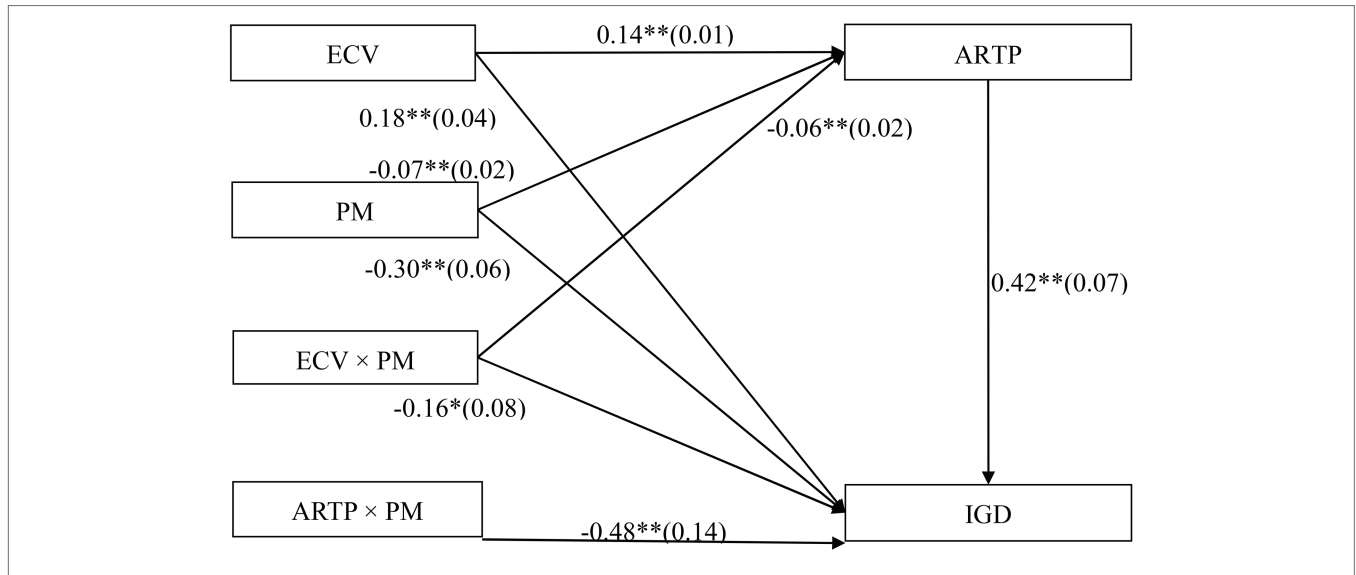 0.14**(0.01)
ECV
ARTP
0.18**(0.04)
-0.06**(0.02)
-0.07**(0.02)
PM
-0.30**(0.06)
0.42**(0.07)
ECV × PM
-0.16*(0.08)
ARTP × PM
IGD
-0.48**(0.14)